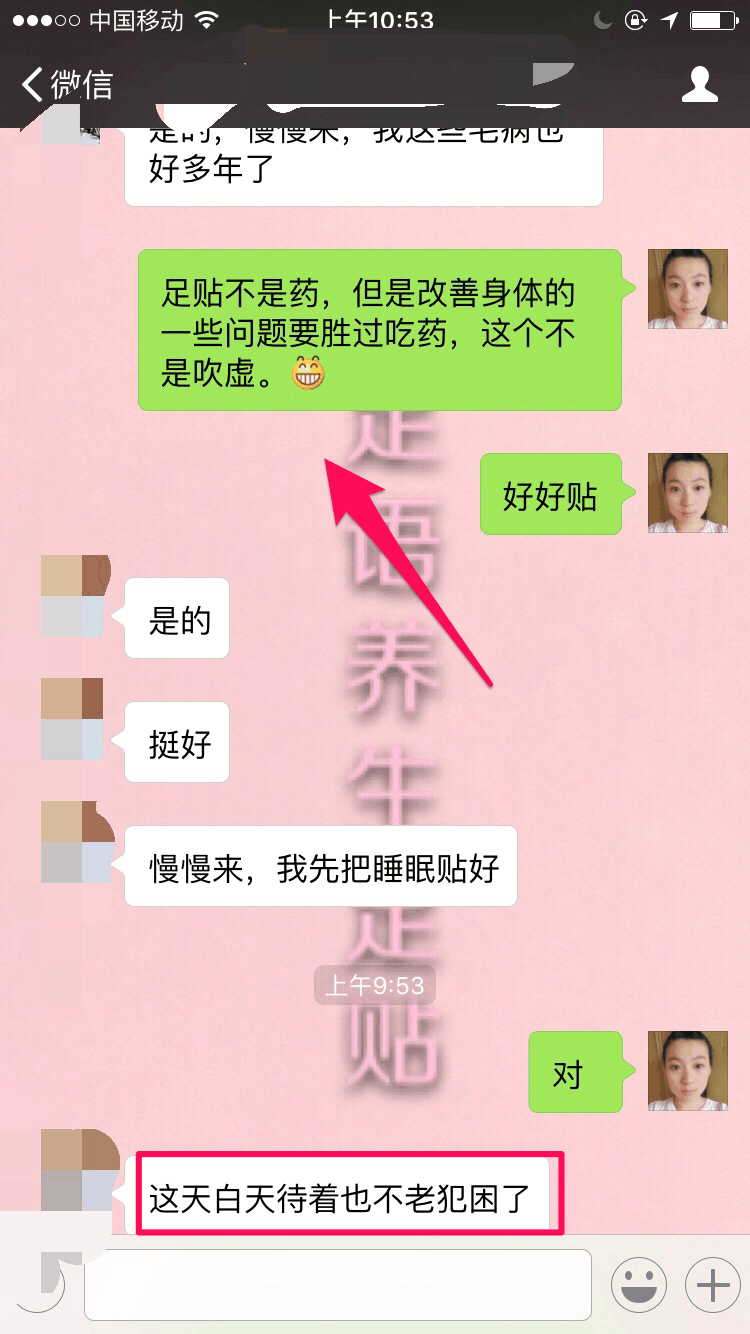 中国移动
上午10:53
微信
是的，慢慢来，我这些毛病也
好多年了
足贴不是药，但是改善身体的
一些问题要胜过吃药，这个不
是吹虚。
好好贴
是的
挺好
慢慢来，我先把睡眠贴好
上午9:53
对
这天白天待着也不老犯困了
足语养生足贴